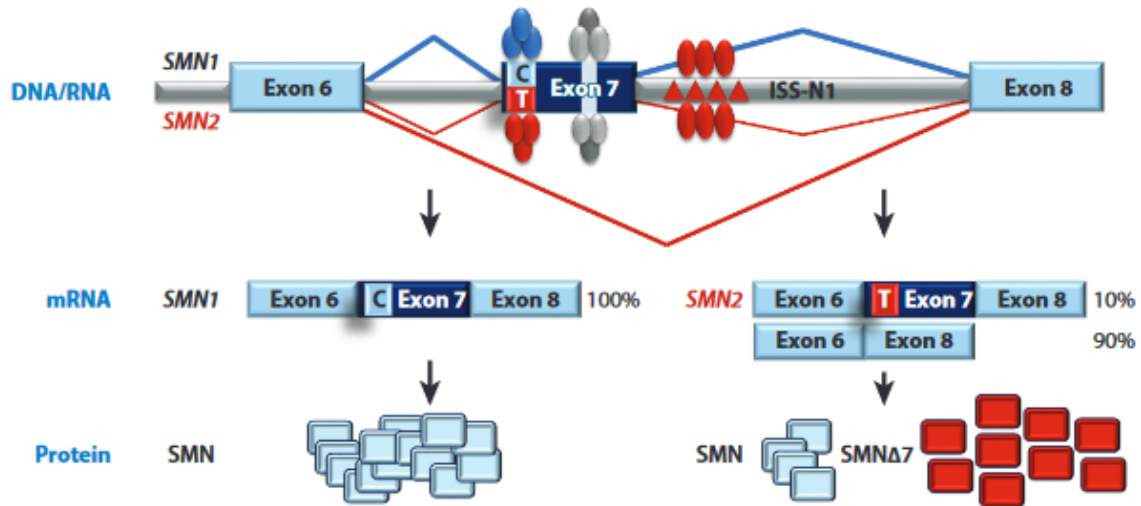 SMN1
DNA/RNA
Exon 6
C
T
Exon 7
ISS-N1
Exon 8
SMN2
mRNA
SMN1
Exon 6
C
Exon 7
Exon 8
100%
SMN2
Exon 6
T
Exon 7
Exon 8
10%
Exon 6
Exon 8
90%
Protein
SMN
SMN
SMNΔ7